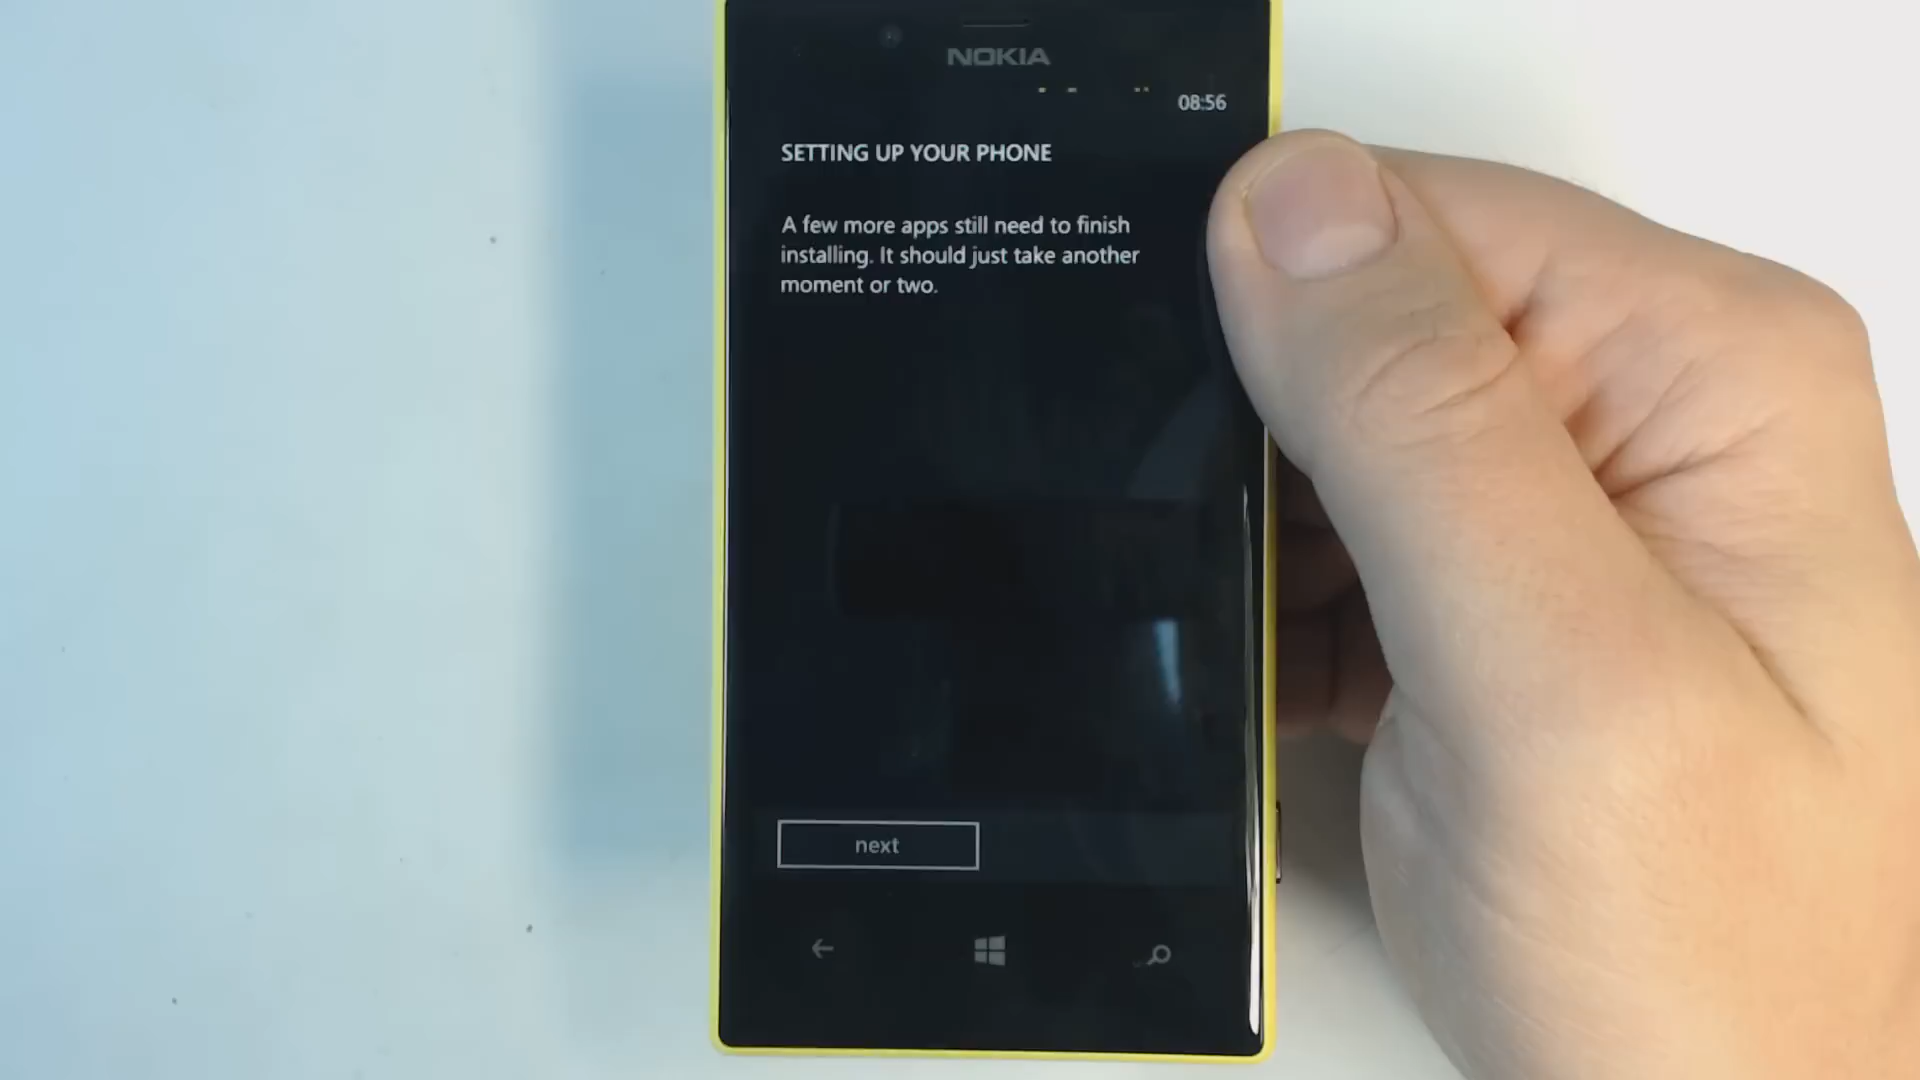 NOKIA
08:56
SETTING UP YOUR PHONE
A few more apps still need to finish
installing. It should just take another
moment or two.
next